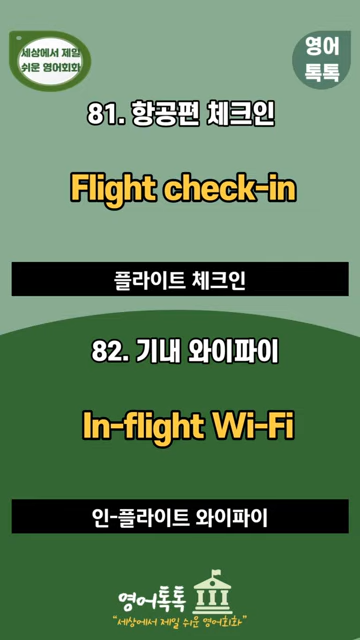 세상에서 제일
쉬운 영어회화
영어
톡톡
81. 항공편 체크인
Flight check-in
플라이트 체크인
82. 기내 와이파이
In-flight Wi-Fi
인-플라이트 와이파이
영어톡톡
"세상에서 제일 쉬운 영어회화"